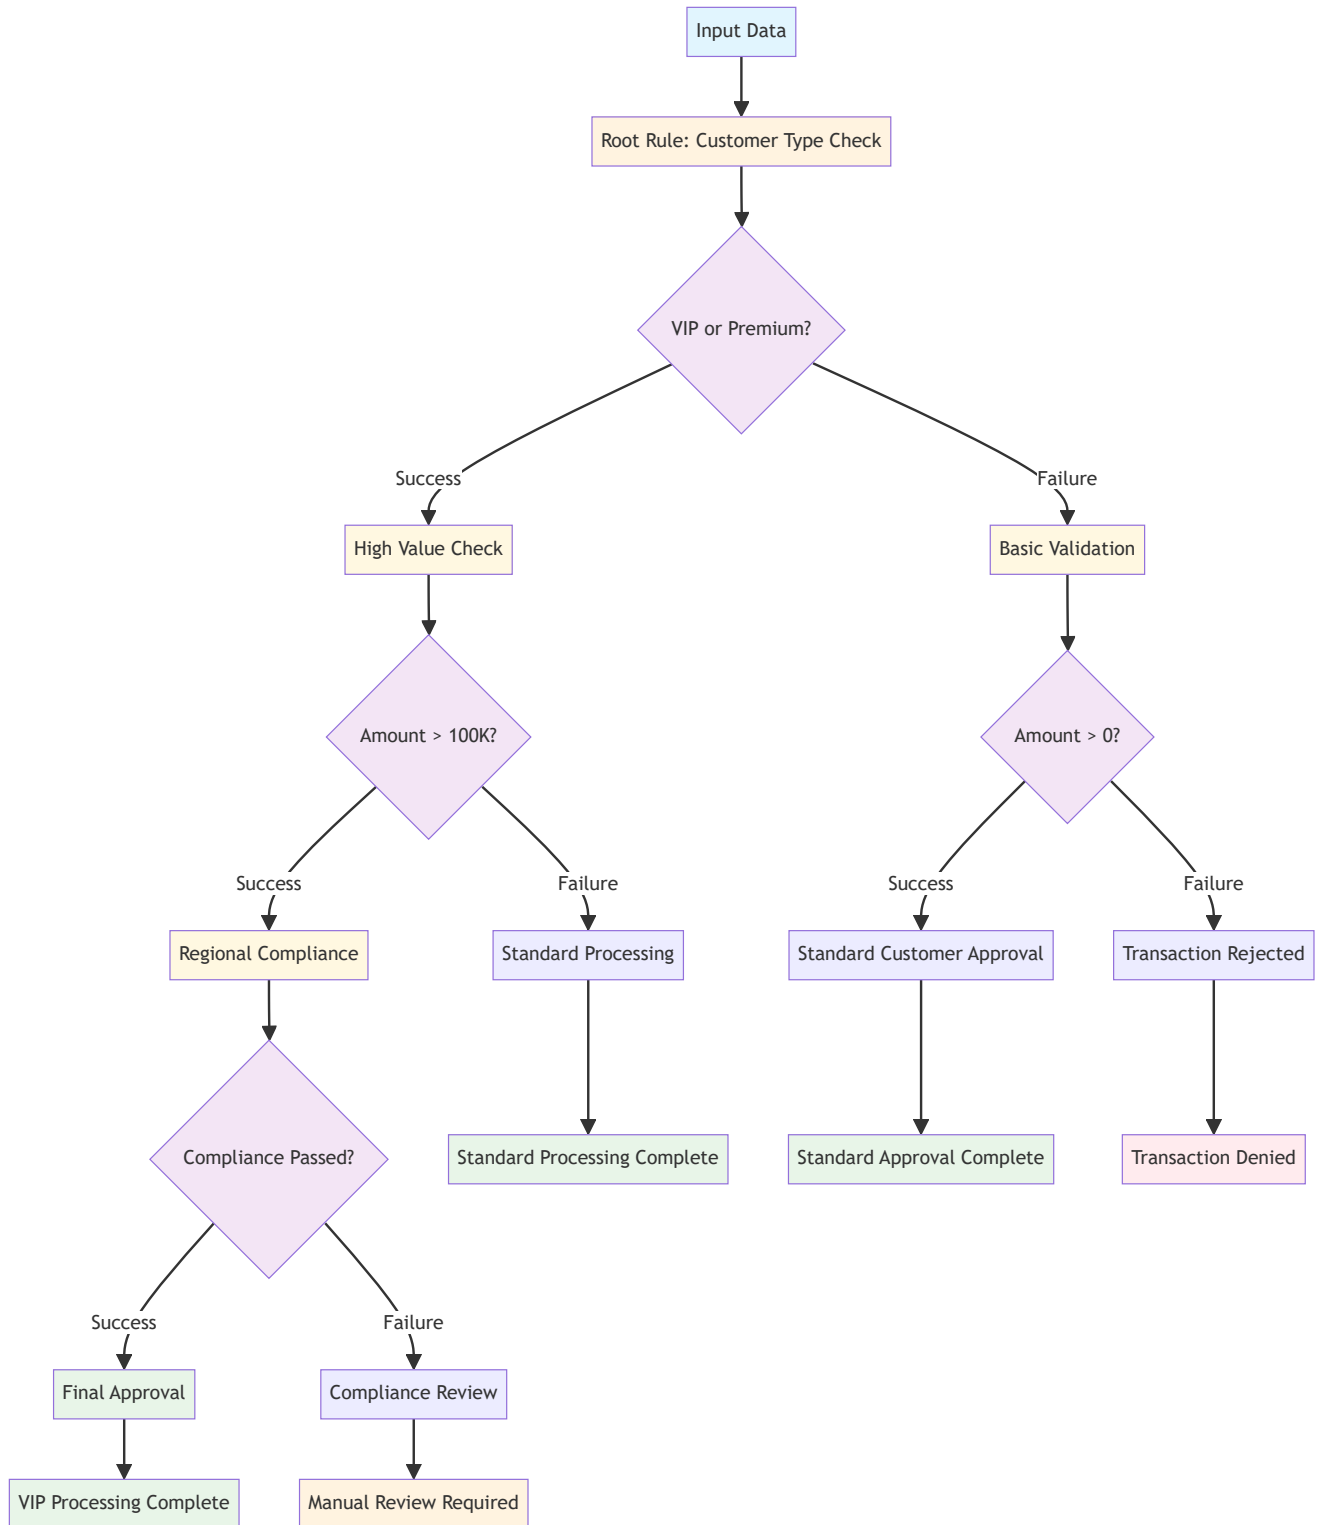 Input Data
Root Rule: Customer Type Check
VIP or Premium?
Success
Failure
High Value Check
Basic Validation
Amount > 100K?
Amount > 0?
Success
Failure
Success
Failure
Regional Compliance
Standard Processing
Standard Customer Approval
Transaction Rejected
Compliance Passed?
Standard Processing Complete
Standard Approval Complete
Transaction Denied
Success
Failure
Final Approval
Compliance Review
VIP Processing Complete
Manual Review Required